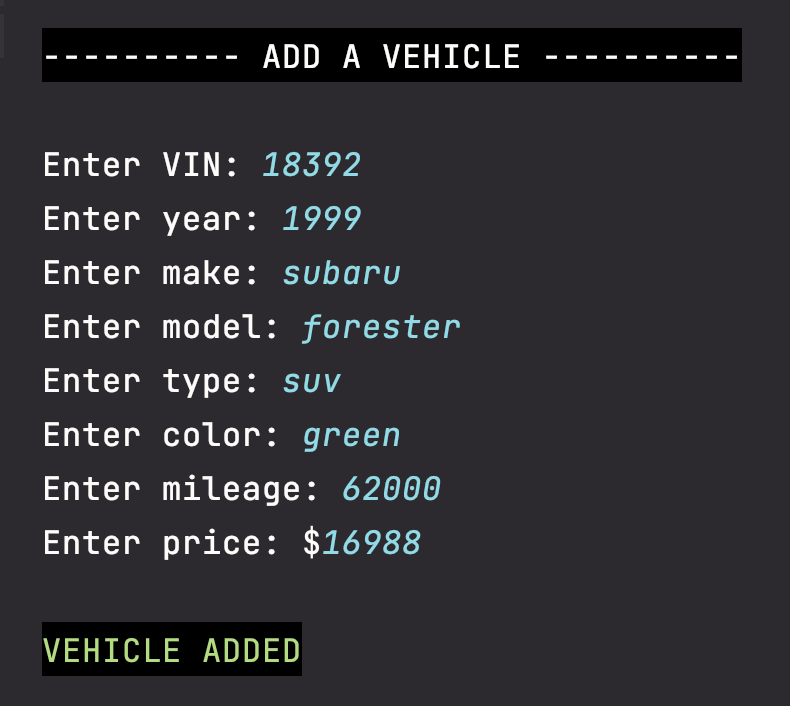 ---------- ADD A VEHICLE ----------
Enter VIN: 18392
Enter year: 1999
Enter make: subaru
Enter model: forester
Enter type: suv
Enter color: green
Enter mileage: 62000
Enter price: $16988
VEHICLE ADDED